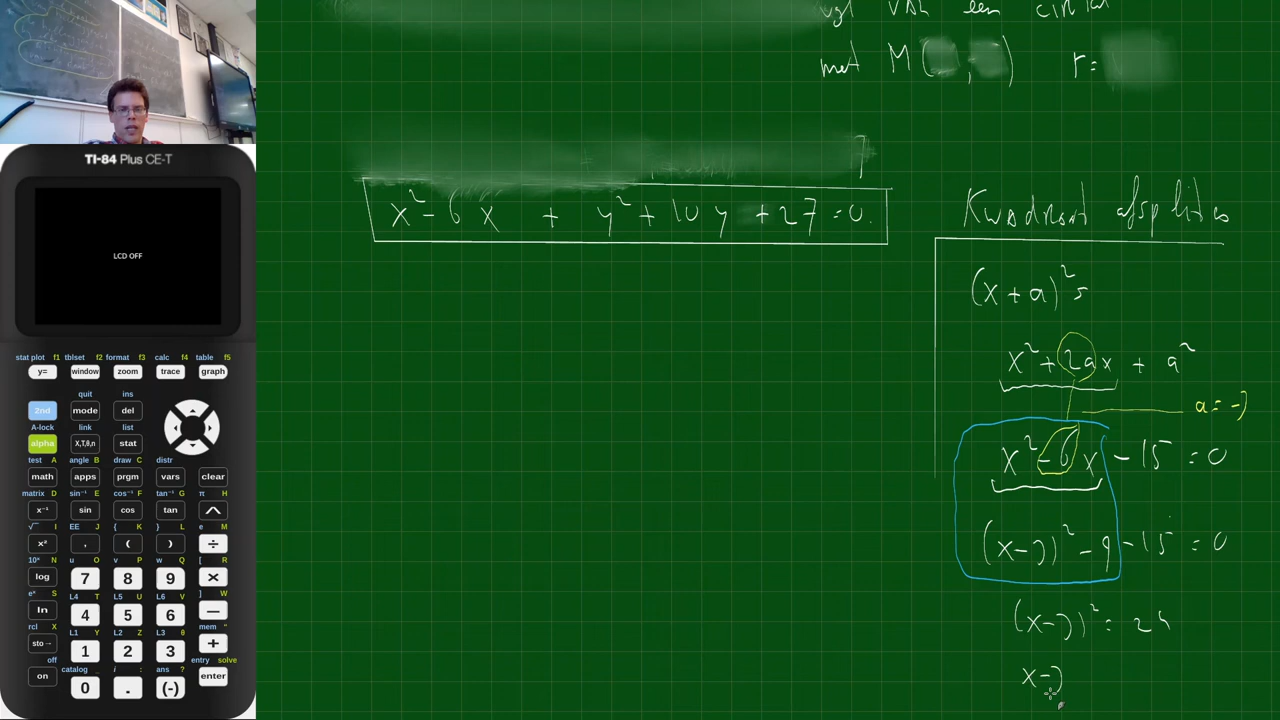 vgl van een cirkel
met M( , ) r=
x² - 6x + y² + 10y + 27 = 0.
Kwadraat afsplitsen
(x+a)² =
x² + 2ax + a²
a = -3
x² - 6x - 15 = 0
(x-3)² - 9 - 15 = 0
(x-3)² = 24
x-3
TI-84 Plus CE-T
LCD OFF
stat plot f1 tblset f2 format f3 calc f4 table f5
y= window zoom trace graph
quit ins
2nd mode del
A-lock link list
alpha X,T,θ,n stat
test A angle B draw C distr
math apps prgm vars clear
matrix D sin⁻¹ E cos⁻¹ F tan⁻¹ G π H
x⁻¹ sin cos tan ^
√ I EE J { K } L e M
x² , ( ) ÷
10ˣ N u O v P w Q [ R
log 7 8 9 ×
eˣ S L4 T L5 U L6 V ] W
ln 4 5 6 −
rcl X L1 Y L2 Z L3 θ mem "
sto→ 1 2 3 +
off catalog i : ans ? entry solve
on 0 . (-) enter